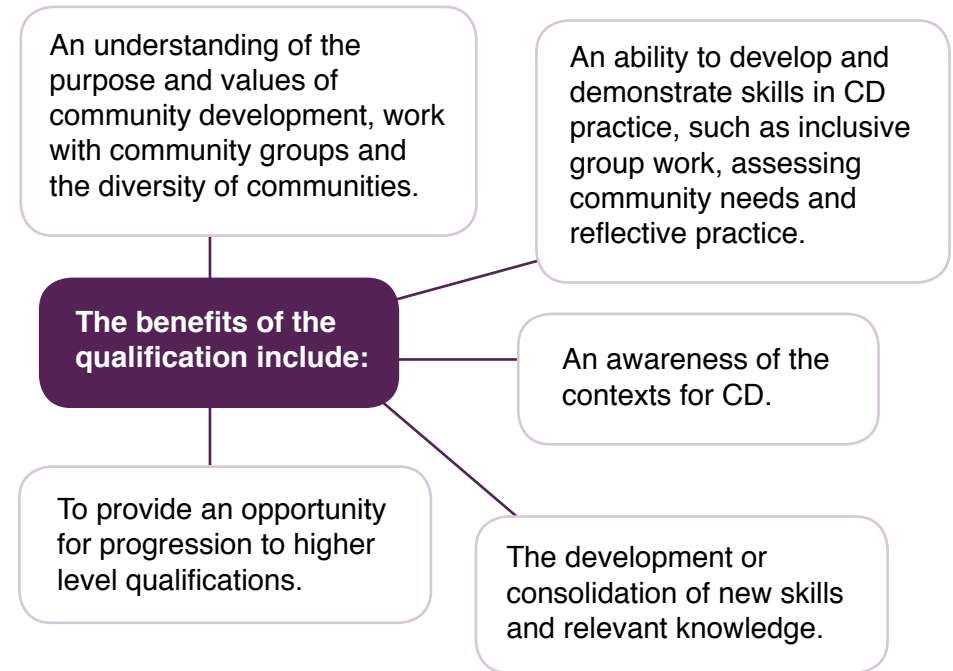 An understanding of the
purpose and values of
community development, work
with community groups and
the diversity of communities.
An ability to develop and
demonstrate skills in CD
practice, such as inclusive
group work, assessing
community needs and
reflective practice.
The benefits of the
qualification include:
An awareness of the
contexts for CD.
To provide an opportunity
for progression to higher
level qualifications.
The development or
consolidation of new skills
and relevant knowledge.